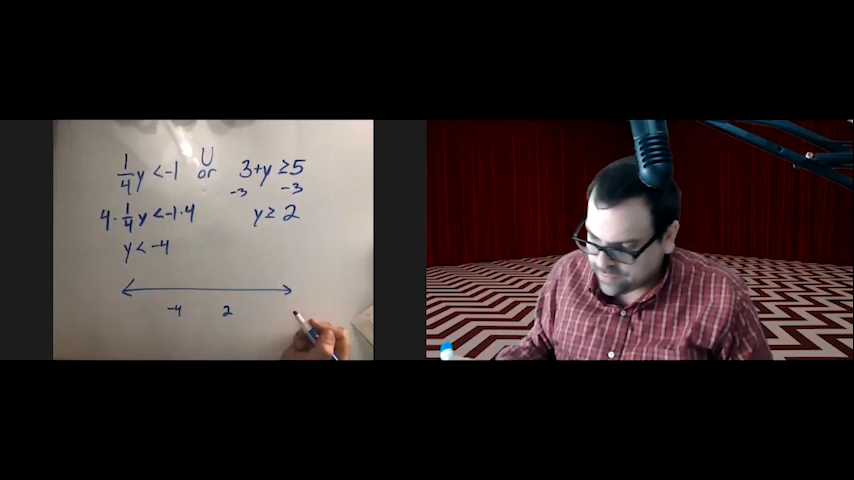 U
1/4 y < -1 or 3+y ≥ 5
-3 -3
4 · 1/4 y < -1 · 4 y ≥ 2
y < -4
-4 2